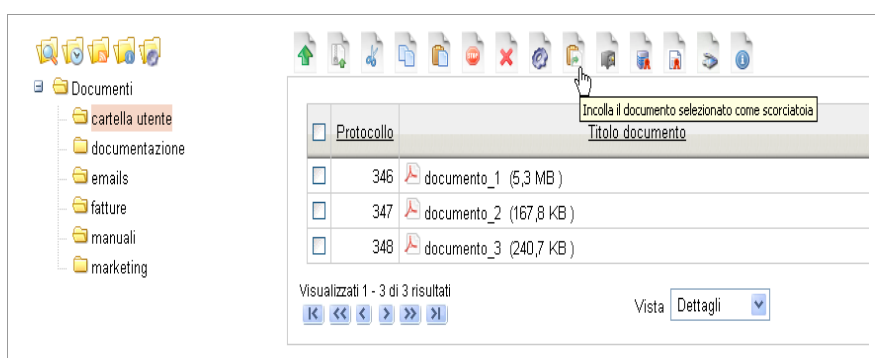 Documenti
cartella utente
documentazione
emails
fatture
manuali
marketing
Incolla il documento selezionato come scorciatoia
Protocollo Titolo documento
346 documento_1 (5,3 MB )
347 documento_2 (167,8 KB )
348 documento_3 (240,7 KB )
Visualizzati 1 - 3 di 3 risultati
Vista Dettagli